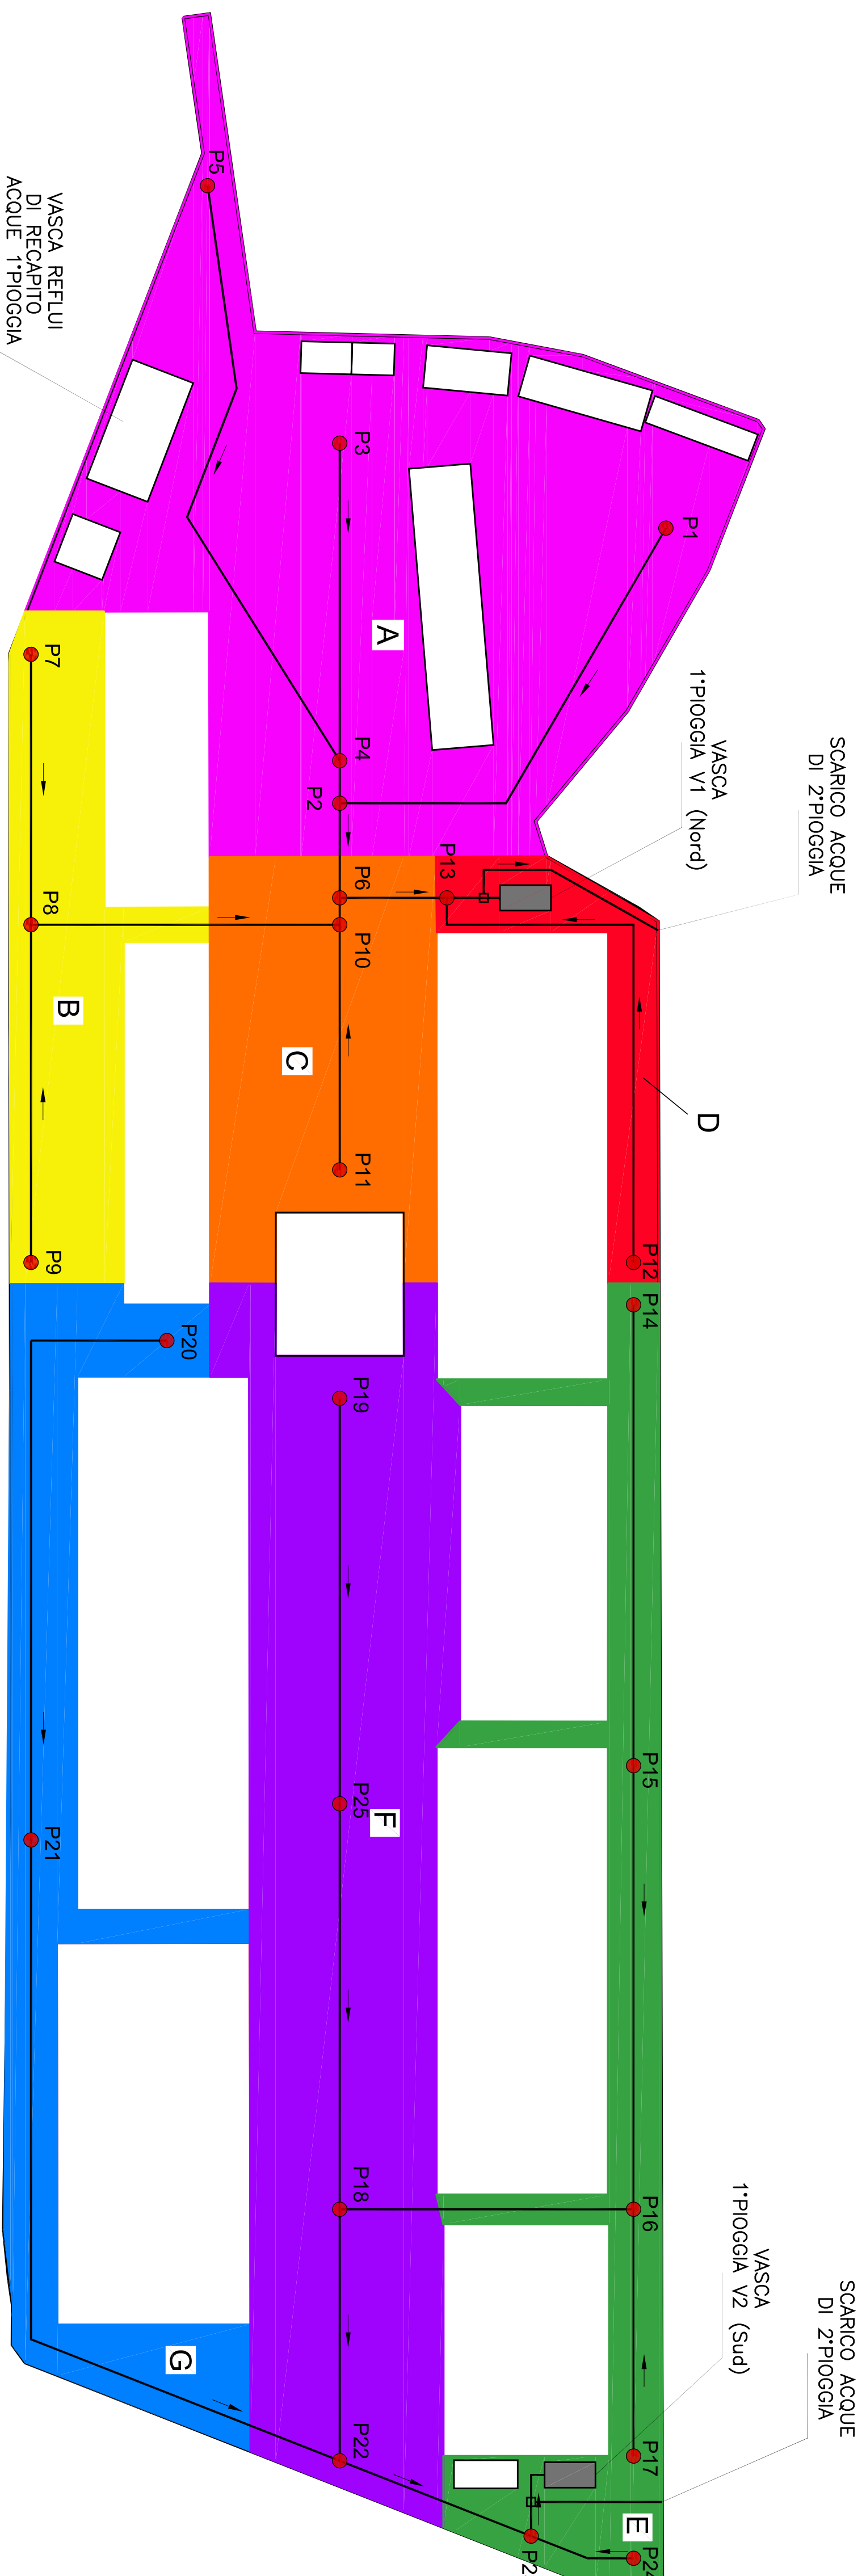 SCARICO ACQUE
DI 2°PIOGGIA
VASCA
1°PIOGGIA V1 (Nord)
VASCA REFLUI
DI RECAPITO
ACQUE 1°PIOGGIA
P5
P3
P1
A
P4
P2
P7
P6
P13
P8
P10
B
C
D
P11
P9
P12
P14
P20
P19
P15
P25
F
P21
P18
P16
VASCA
1°PIOGGIA V2 (Sud)
SCARICO ACQUE
DI 2°PIOGGIA
G
P22
P17
E